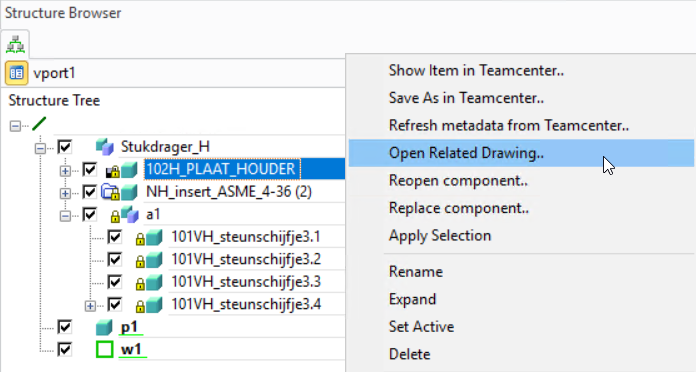 Structure Browser
vport1
Structure Tree
Stukdrager_H
102H_PLAAT_HOUDER
NH_insert_ASME_4-36 (2)
a1
101VH_steunschijfje3.1
101VH_steunschijfje3.2
101VH_steunschijfje3.3
101VH_steunschijfje3.4
p1
w1
Show Item in Teamcenter..
Save As in Teamcenter..
Refresh metadata from Teamcenter..
Open Related Drawing..
Reopen component..
Replace component..
Apply Selection
Rename
Expand
Set Active
Delete